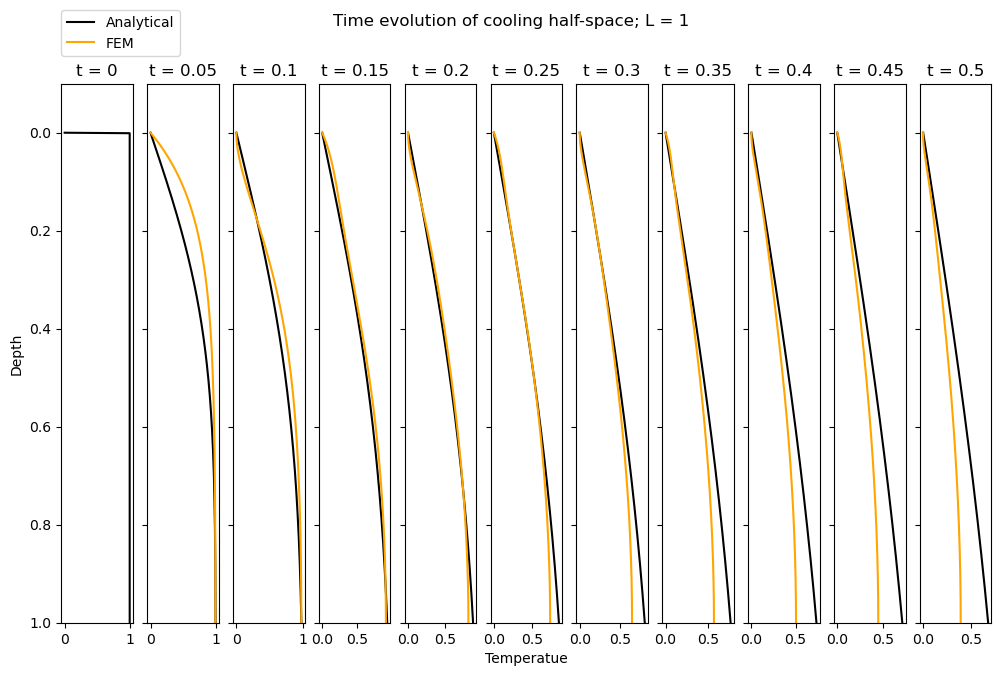 Time evolution of cooling half-space; L = 1
Analytical
FEM
t = 0 t = 0.05 t = 0.1 t = 0.15 t = 0.2 t = 0.25 t = 0.3 t = 0.35 t = 0.4 t = 0.45 t = 0.5
0.0
0.2
0.4
0.6
0.8
1.0
Depth
0 1 0 1 0 1 0.0 0.5 0.0 0.5 0.0 0.5 0.0 0.5 0.0 0.5 0.0 0.5 0.0 0.5 0.0 0.5
Temperatue